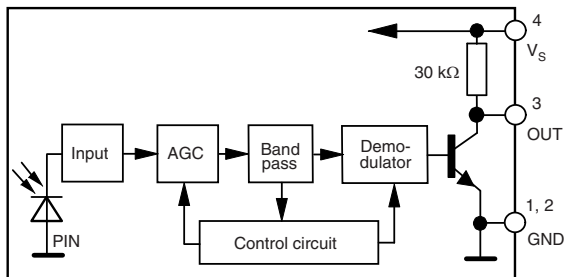 4
V_S
30 kΩ
3
OUT
Input
AGC
Band
pass
Demo-
dulator
1, 2
GND
PIN
Control circuit